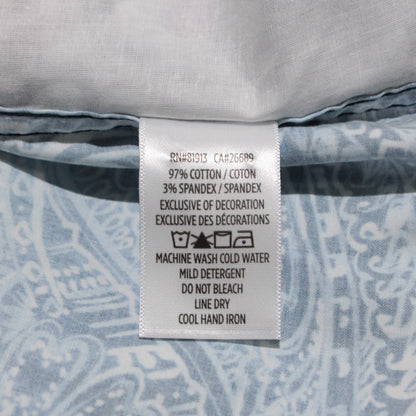 RN#81913 CA#26689
97% COTTON / COTON
3% SPANDEX / SPANDEX
EXCLUSIVE OF DECORATION
EXCLUSIVE DES DÉCORATIONS
MACHINE WASH COLD WATER
MILD DETERGENT
DO NOT BLEACH
LINE DRY
COOL HAND IRON